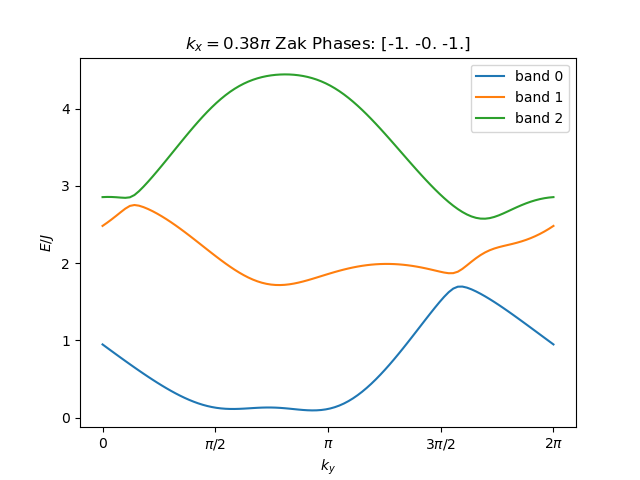 $k_x = 0.38\pi$ Zak Phases: [-1. -0. -1.]
band 0
band 1
band 2
4
3
2
1
0
E/J
0 π/2 π 3π/2 2π
$k_y$